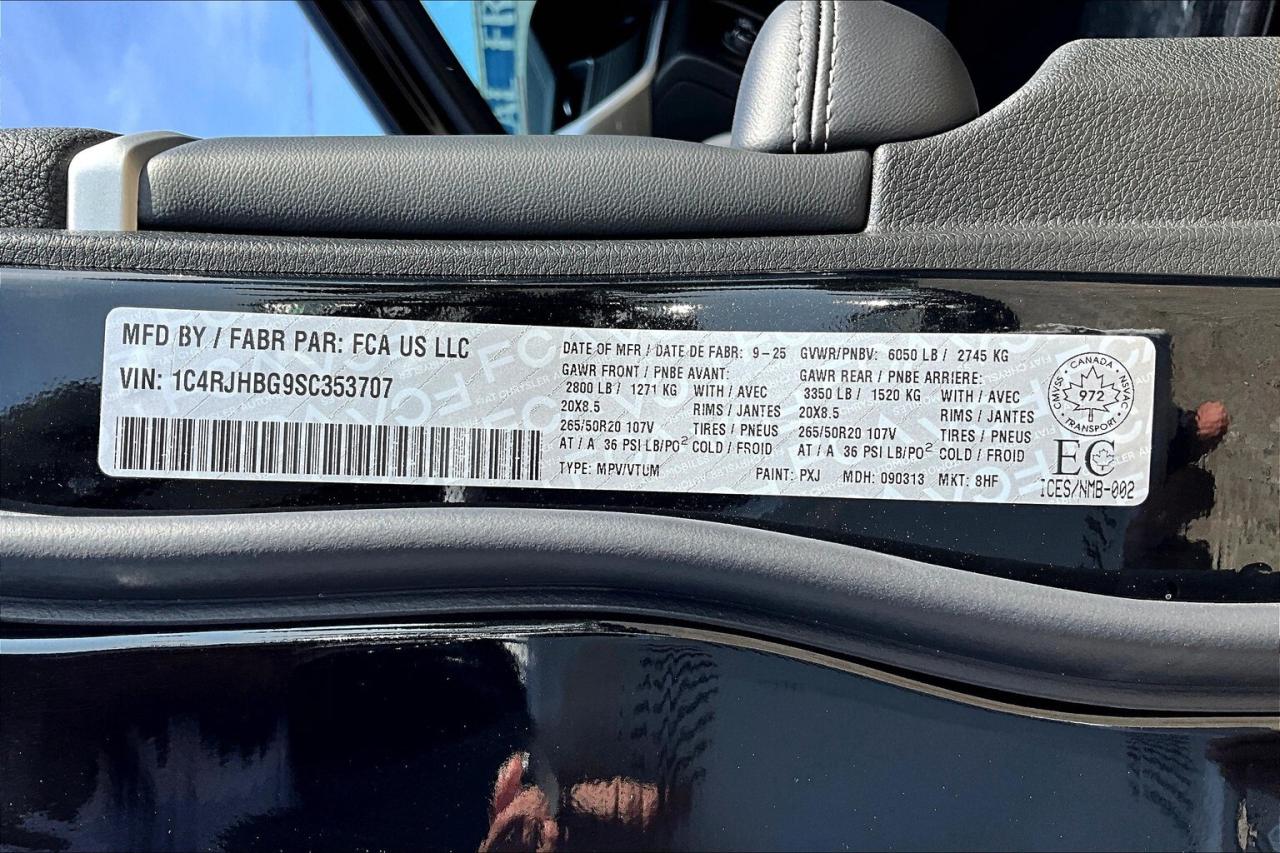 MFD BY / FABR PAR: FCA US LLC
VIN: 1C4RJHBG9SC353707
DATE OF MFR / DATE DE FABR: 9-25 GVWR/PNBV: 6050 LB / 2745 KG
GAWR FRONT / PNBE AVANT: GAWR REAR / PNBE ARRIERE:
2800 LB / 1271 KG WITH / AVEC 3350 LB / 1520 KG WITH / AVEC
20X8.5 RIMS / JANTES 20X8.5 RIMS / JANTES
265/50R20 107V TIRES / PNEUS 265/50R20 107V TIRES / PNEUS
AT / A 36 PSI LB/PO² COLD / FROID AT / A 36 PSI LB/PO² COLD / FROID
TYPE: MPV/VTUM PAINT: PXJ MDH: 090313 MKT: 8HF
CMVSS CANADA NSVAC
972
TRANSPORT
EC
ICES/NMB-002